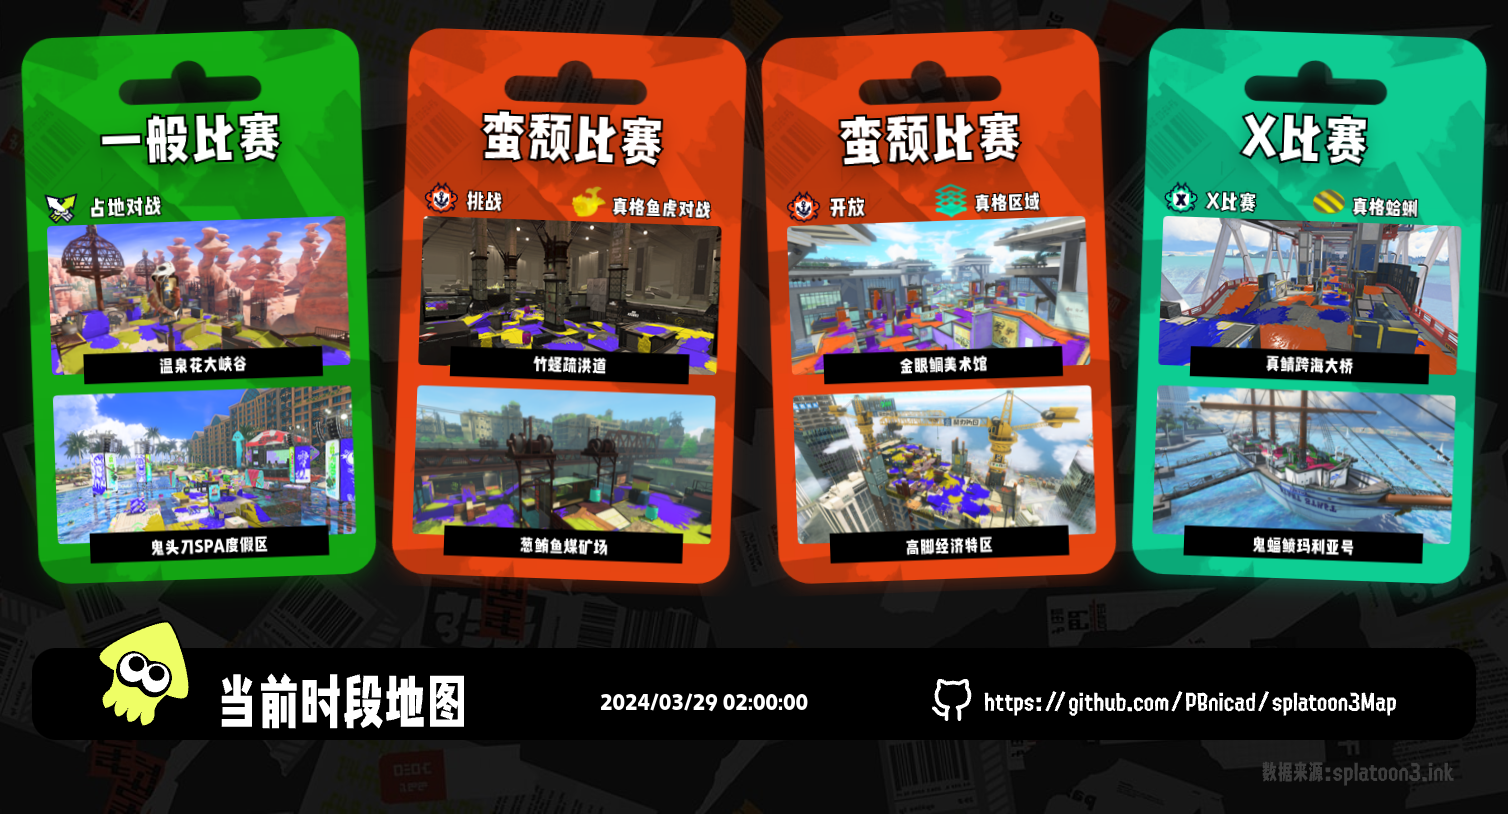 一般比赛
占地对战
温泉花大峡谷
鬼头刀SPA度假区
蛮颓比赛
挑战
真格鱼虎对战
竹蛏疏洪道
葱鲔鱼煤矿场
蛮颓比赛
开放
真格区域
金眼鲷美术馆
高脚经济特区
X比赛
X比赛
真格蛤蜊
真鲭跨海大桥
鬼蝠鲼玛利亚号
当前时段地图
2024/03/29 02:00:00
https://github.com/PBnicad/splatoon3Map
数据来源:splatoon3.ink